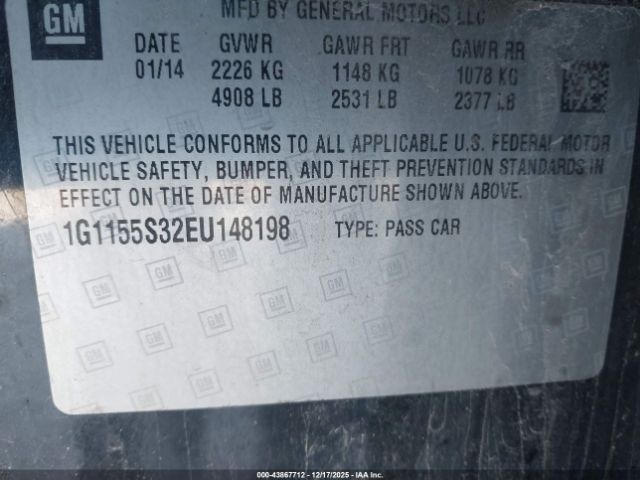 GM
MFD BY GENERAL MOTORS LLC
DATE GVWR GAWR FRT GAWR RR
01/14 2226 KG 1148 KG 1078 KG
4908 LB 2531 LB 2377 LB
THIS VEHICLE CONFORMS TO ALL APPLICABLE U.S. FEDERAL MOTOR
VEHICLE SAFETY, BUMPER, AND THEFT PREVENTION STANDARDS IN
EFFECT ON THE DATE OF MANUFACTURE SHOWN ABOVE.
1G1155S32EU148198 TYPE: PASS CAR
000-43867712 - 12/17/2025 - IAA Inc.